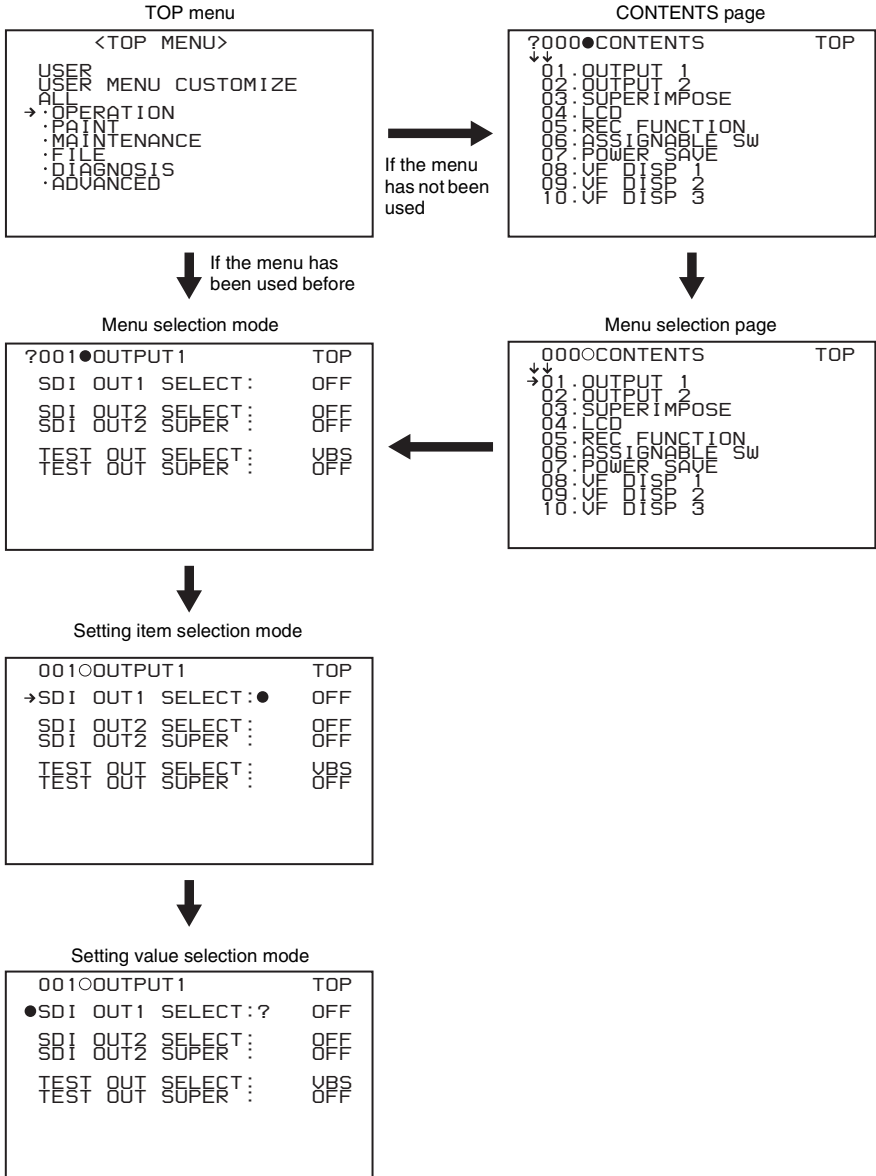 TOP menu
<TOP MENU>
USER
USER MENU CUSTOMIZE
ALL
→·OPERATION
·PAINT
·MAINTENANCE
·FILE
·DIAGNOSIS
·ADVANCED
If the menu
has not been
used
CONTENTS page
?000●CONTENTS TOP
↓↓
01.OUTPUT 1
02.OUTPUT 2
03.SUPERIMPOSE
04.LCD
05.REC FUNCTION
06.ASSIGNABLE SW
07.POWER SAVE
08.VF DISP 1
09.VF DISP 2
10.VF DISP 3
If the menu has
been used before
Menu selection mode
?001●OUTPUT1 TOP
SDI OUT1 SELECT: OFF
SDI OUT2 SELECT: OFF
SDI OUT2 SUPER : OFF
TEST OUT SELECT: VBS
TEST OUT SUPER : OFF
Menu selection page
000○CONTENTS TOP
↓↓
→01.OUTPUT 1
02.OUTPUT 2
03.SUPERIMPOSE
04.LCD
05.REC FUNCTION
06.ASSIGNABLE SW
07.POWER SAVE
08.VF DISP 1
09.VF DISP 2
10.VF DISP 3
Setting item selection mode
001○OUTPUT1 TOP
→SDI OUT1 SELECT:● OFF
SDI OUT2 SELECT: OFF
SDI OUT2 SUPER : OFF
TEST OUT SELECT: VBS
TEST OUT SUPER : OFF
Setting value selection mode
001○OUTPUT1 TOP
●SDI OUT1 SELECT:? OFF
SDI OUT2 SELECT: OFF
SDI OUT2 SUPER : OFF
TEST OUT SELECT: VBS
TEST OUT SUPER : OFF